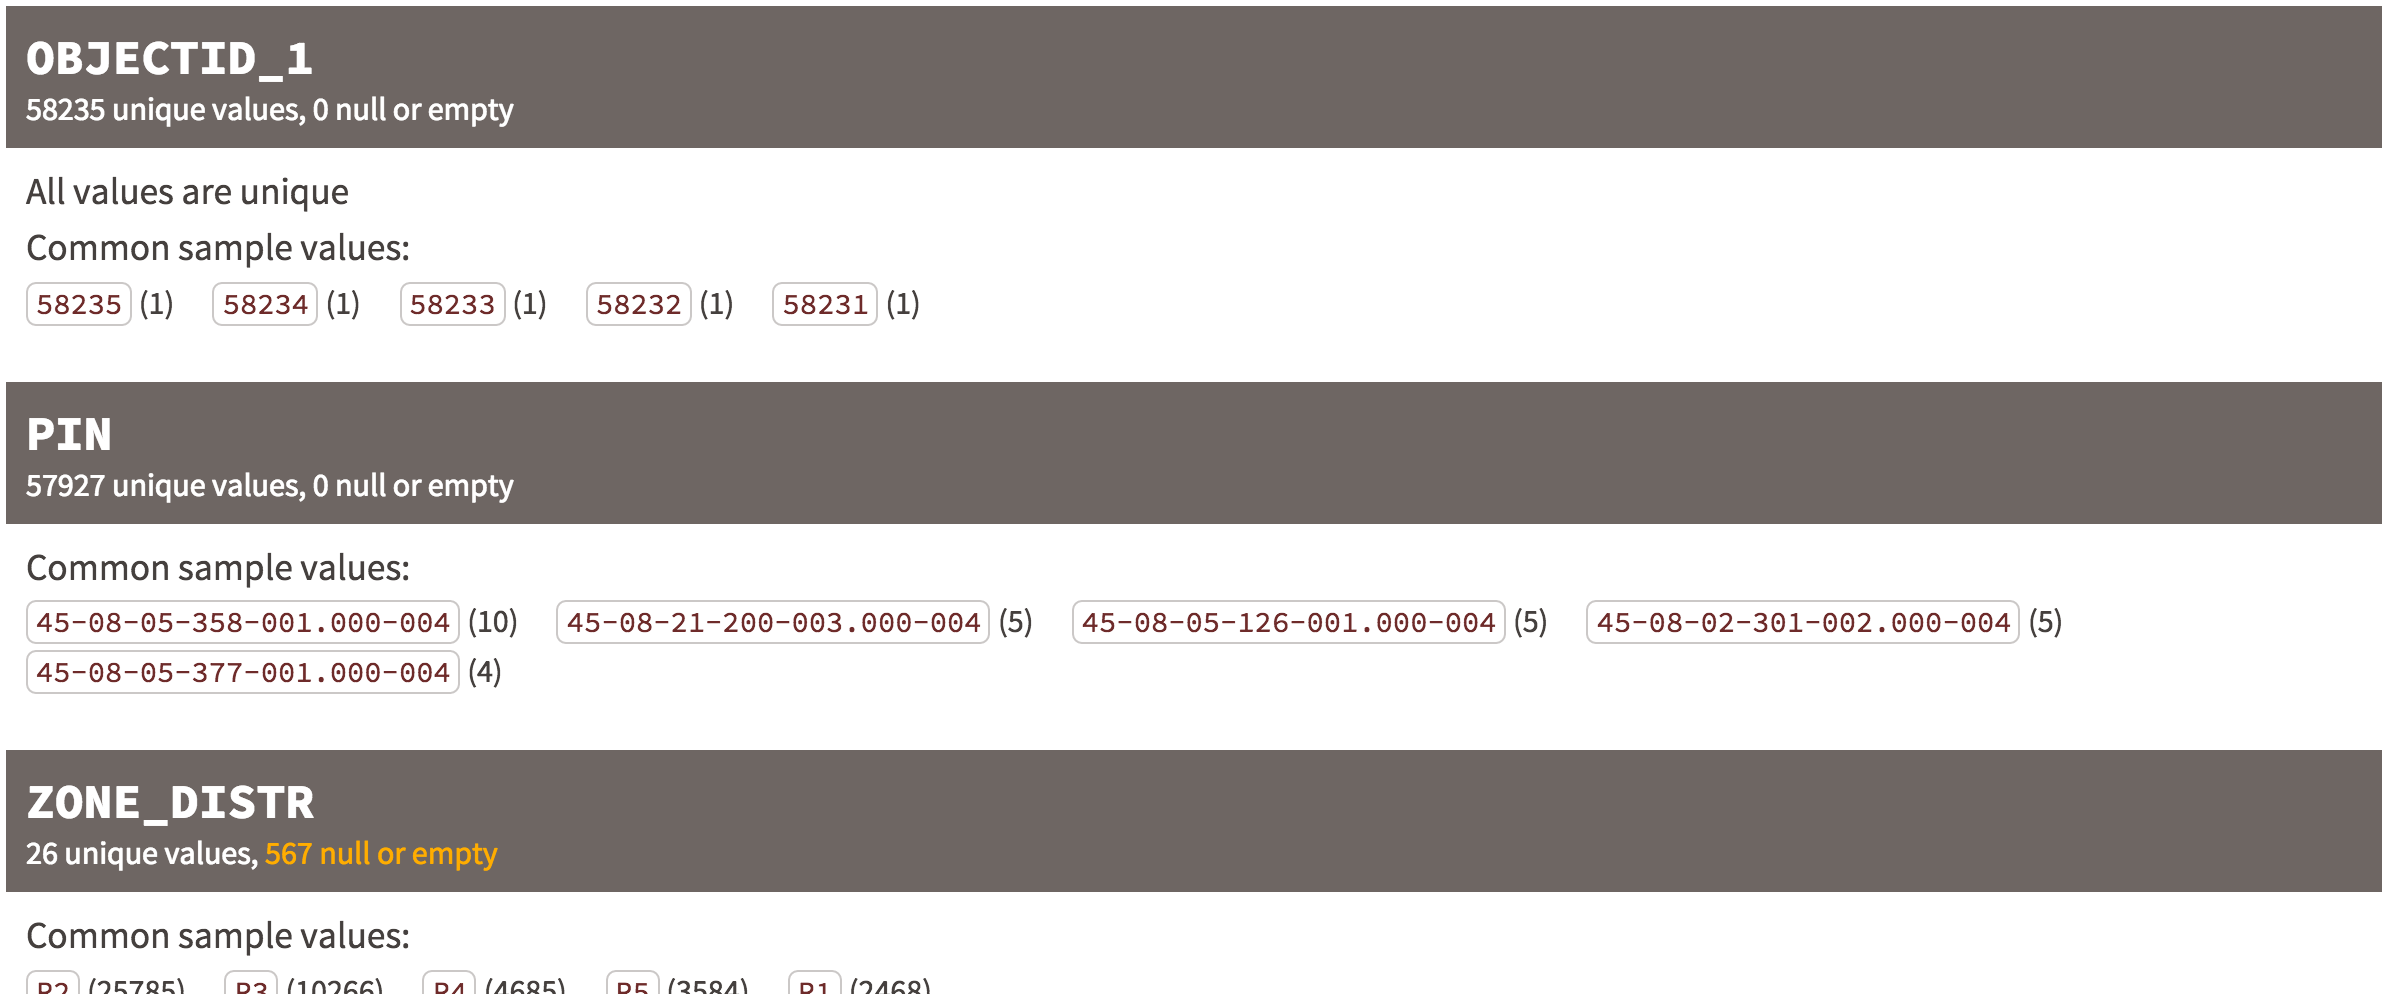 OBJECTID_1
58235 unique values, 0 null or empty
All values are unique
Common sample values:
58235 (1) 58234 (1) 58233 (1) 58232 (1) 58231 (1)
PIN
57927 unique values, 0 null or empty
Common sample values:
45-08-05-358-001.000-004 (10) 45-08-21-200-003.000-004 (5) 45-08-05-126-001.000-004 (5) 45-08-02-301-002.000-004 (5)
45-08-05-377-001.000-004 (4)
ZONE_DISTR
26 unique values, 567 null or empty
Common sample values:
R2 (25785) R3 (10266) R4 (4685) R5 (3584) R1 (2468)